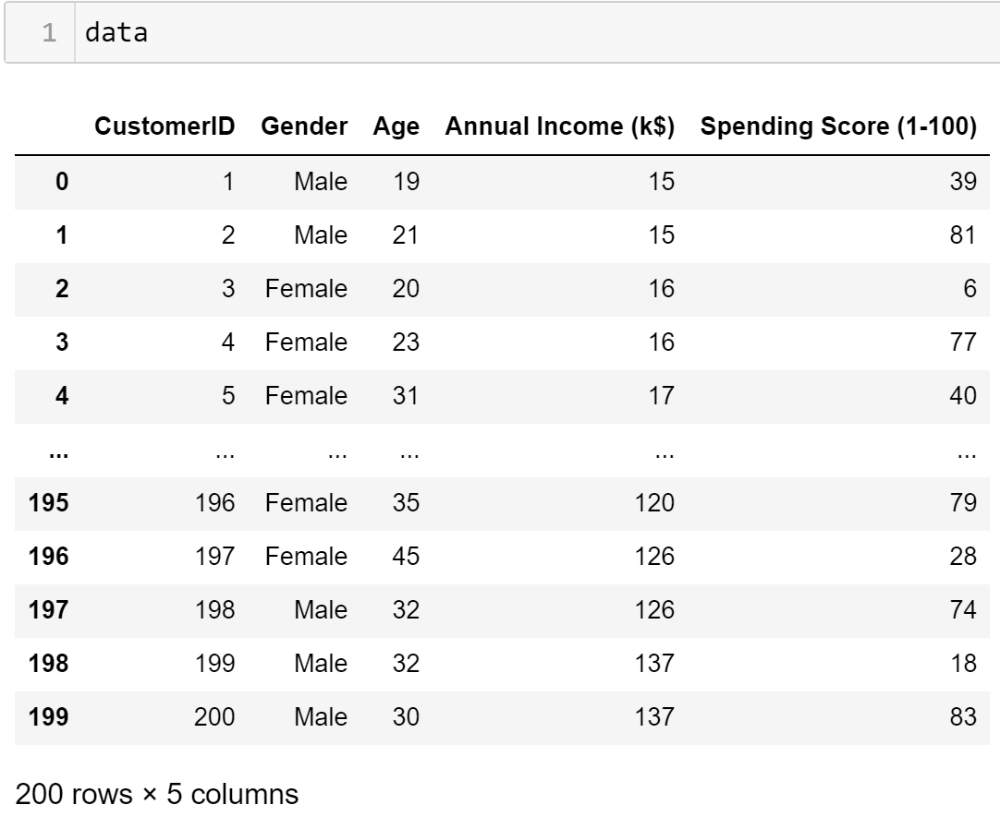 1 data
CustomerID Gender Age Annual Income (k$) Spending Score (1-100)
0 1 Male 19 15 39
1 2 Male 21 15 81
2 3 Female 20 16 6
3 4 Female 23 16 77
4 5 Female 31 17 40
... ... ... ... ... ...
195 196 Female 35 120 79
196 197 Female 45 126 28
197 198 Male 32 126 74
198 199 Male 32 137 18
199 200 Male 30 137 83
200 rows × 5 columns